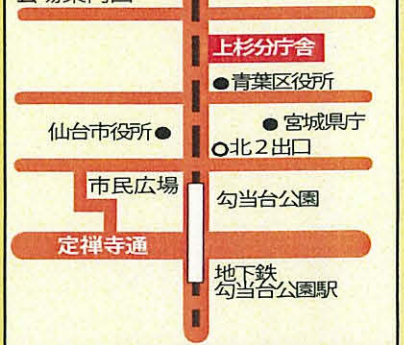 上杉分庁舎
●青葉区役所
仙台市役所●
●宮城県庁
○北2出口
市民広場
勾当台公園
定禅寺通
地下鉄
勾当台公園駅